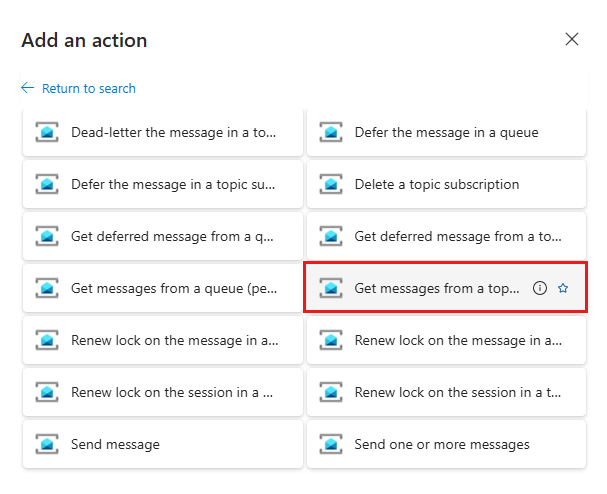 Add an action
Return to search
Dead-letter the message in a to...
Defer the message in a queue
Defer the message in a topic su...
Delete a topic subscription
Get deferred message from a q...
Get deferred message from a to...
Get messages from a queue (pe...
Get messages from a top...
Renew lock on the message in a...
Renew lock on the message in a...
Renew lock on the session in a ...
Renew lock on the session in a t...
Send message
Send one or more messages